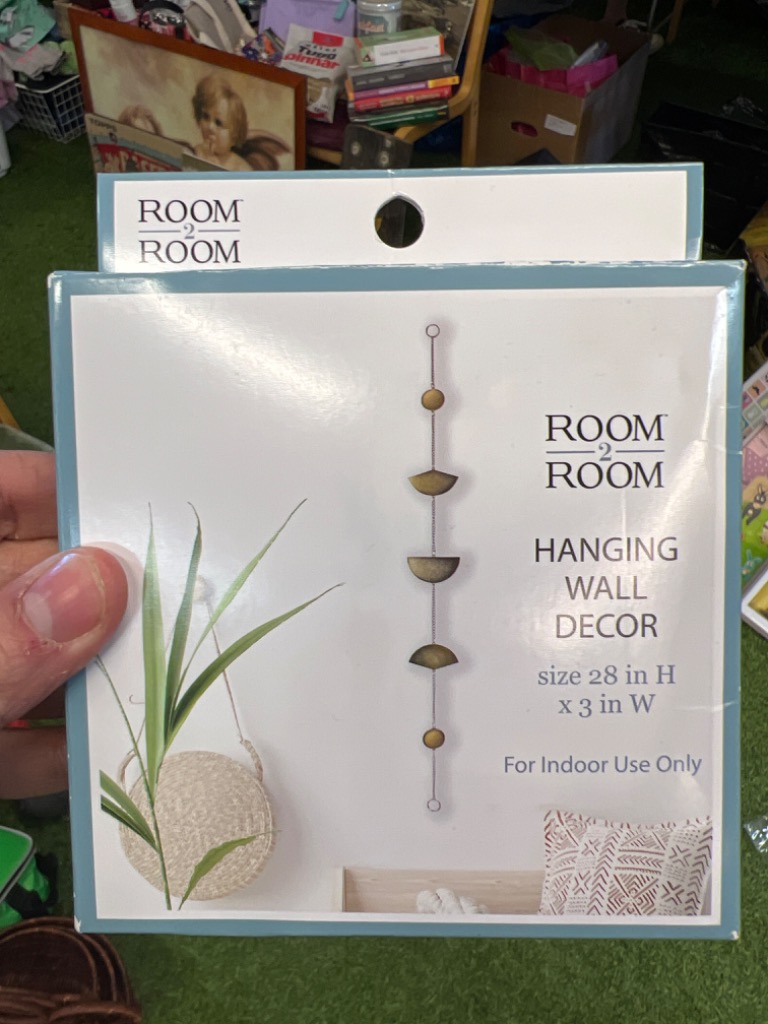 ROOM
2
ROOM
ROOM
2
ROOM
HANGING
WALL
DECOR
size 28 in H
x 3 in W
For Indoor Use Only